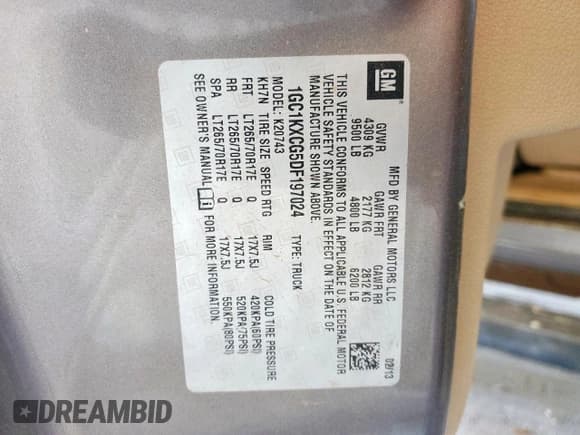 GM
MFD BY GENERAL MOTORS LLC
GVWR GAWR FRT GAWR RR
4309 KG 2177 KG 2812 KG
9500 LB 4800 LB 6200 LB
THIS VEHICLE CONFORMS TO ALL APPLICABLE U.S. FEDERAL MOTOR
VEHICLE SAFETY STANDARDS IN EFFECT ON THE DATE OF
MANUFACTURE SHOWN ABOVE.
1GC1KXCG5DF197024 TYPE: TRUCK
MODEL: K20743
KH7N TIRE SIZE SPEED RTG RIM COLD TIRE PRESSURE
FRT LT265/70R17E Q 17X7.5J 420KPA(60PSI)
RR LT265/70R17E Q 17X7.5J 520KPA(75PSI)
SPA LT265/70R17E Q 17X7.5J 550KPA(80PSI)
SEE OWNER'S MANUAL i FOR MORE INFORMATION.
DREAMBID